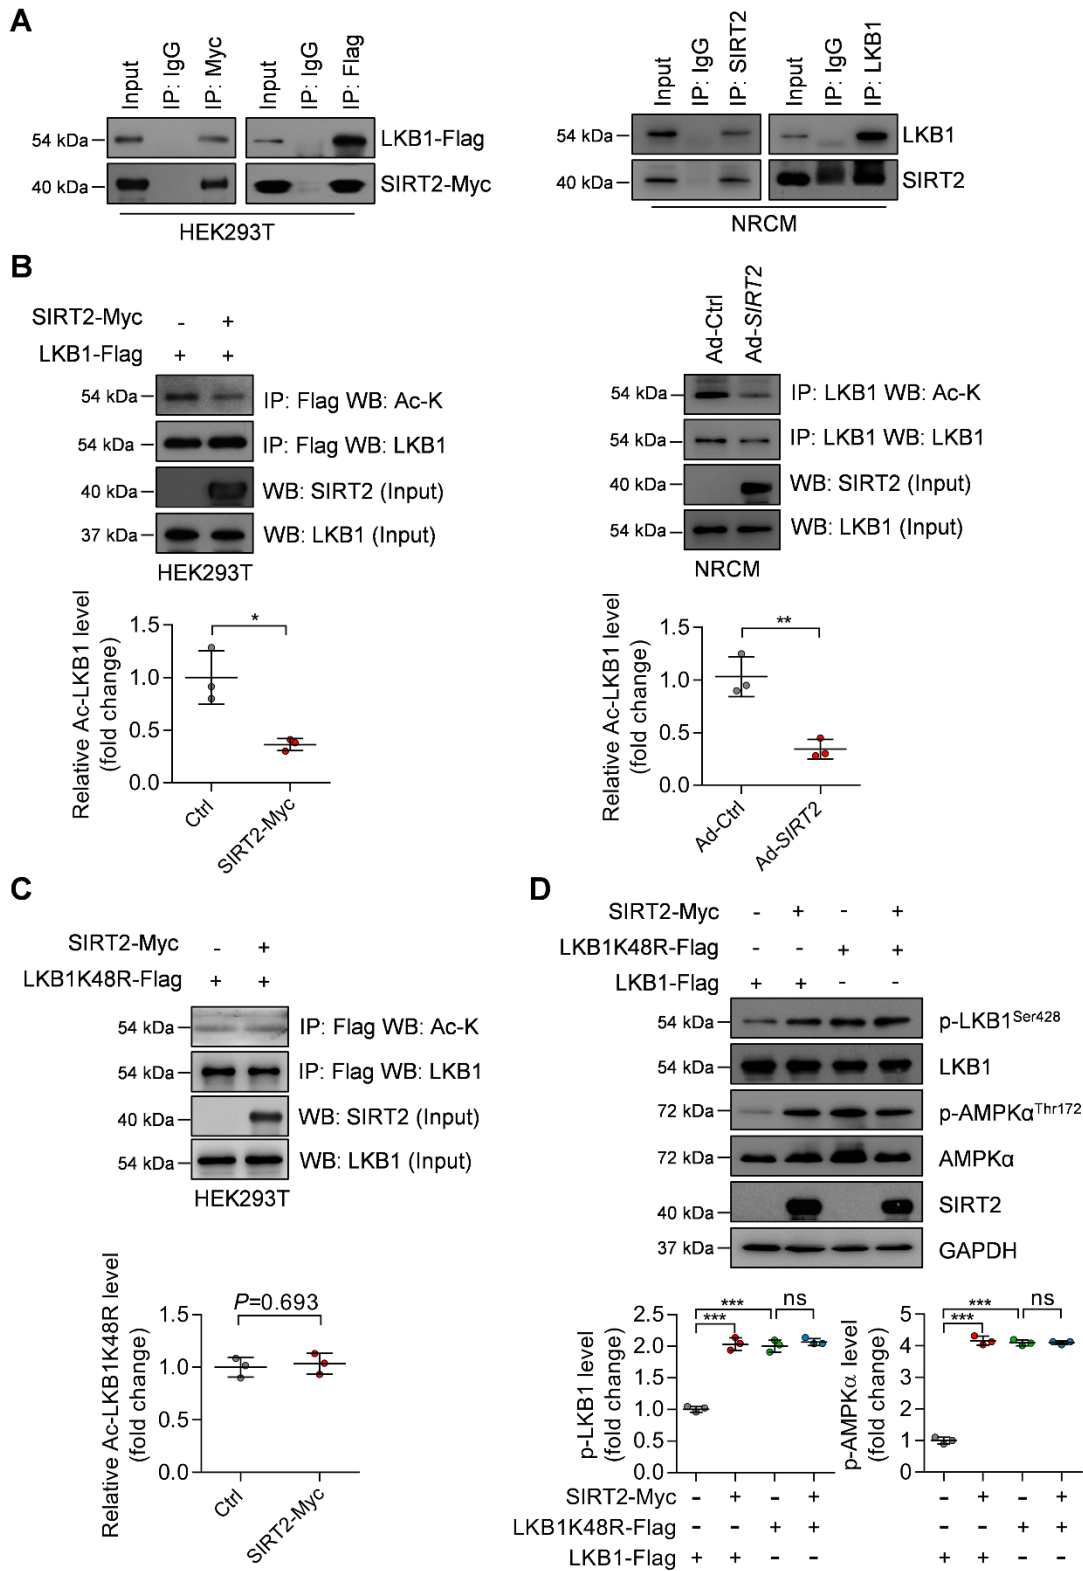 A
Input
IP: IgG
IP: Myc
Input
IP: IgG
IP: Flag
54 kDa
LKB1-Flag
40 kDa
SIRT2-Myc
HEK293T
Input
IP: IgG
IP: SIRT2
Input
IP: IgG
IP: LKB1
54 kDa
LKB1
40 kDa
SIRT2
NRCM
B
SIRT2-Myc - +
LKB1-Flag + +
54 kDa IP: Flag WB: Ac-K
54 kDa IP: Flag WB: LKB1
40 kDa WB: SIRT2 (Input)
37 kDa WB: LKB1 (Input)
HEK293T
Relative Ac-LKB1 level
(fold change)
1.5
1.0
0.5
0.0
*
Ctrl
SIRT2-Myc
Ad-Ctrl
Ad-SIRT2
54 kDa IP: LKB1 WB: Ac-K
54 kDa IP: LKB1 WB: LKB1
40 kDa WB: SIRT2 (Input)
54 kDa WB: LKB1 (Input)
NRCM
Relative Ac-LKB1 level
(fold change)
1.5
1.0
0.5
0.0
**
Ad-Ctrl
Ad-SIRT2
C
SIRT2-Myc - +
LKB1K48R-Flag + +
54 kDa IP: Flag WB: Ac-K
54 kDa IP: Flag WB: LKB1
40 kDa WB: SIRT2 (Input)
54 kDa WB: LKB1 (Input)
HEK293T
Relative Ac-LKB1K48R level
(fold change)
1.5
1.0
0.5
0.0
P=0.693
Ctrl
SIRT2-Myc
D
SIRT2-Myc - + - +
LKB1K48R-Flag - - + +
LKB1-Flag + + - -
54 kDa p-LKB1Ser428
54 kDa LKB1
72 kDa p-AMPKαThr172
72 kDa AMPKα
40 kDa SIRT2
37 kDa GAPDH
p-LKB1 level
(fold change)
2.5
2.0
1.5
1.0
0.5
0.0
***
***
ns
p-AMPKα level
(fold change)
5
4
3
2
1
0
***
***
ns
SIRT2-Myc - + - + - + - +
LKB1K48R-Flag - - + + - - + +
LKB1-Flag + + - - + + - -